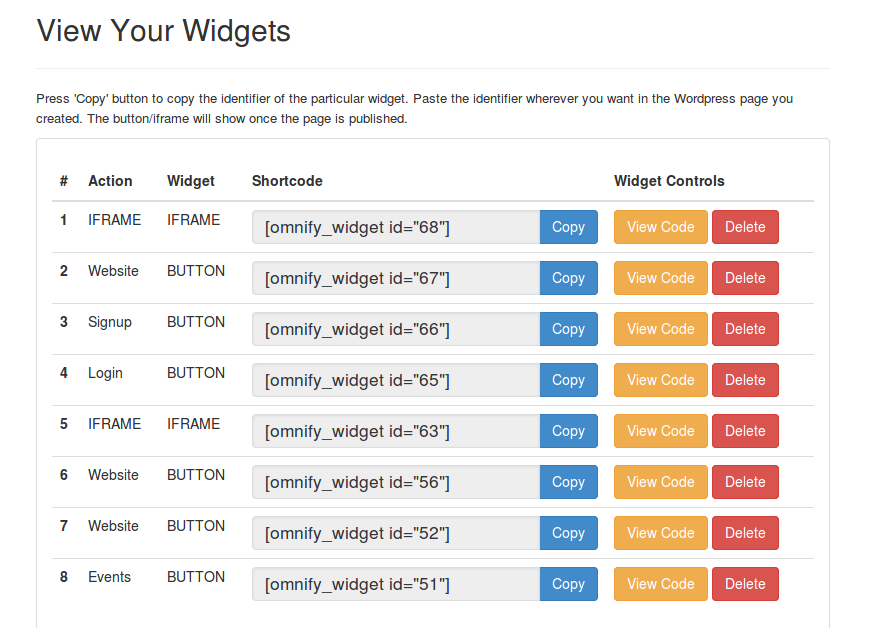 View Your Widgets
Press 'Copy' button to copy the identifier of the particular widget. Paste the identifier wherever you want in the Wordpress page you
created. The button/iframe will show once the page is published.
# Action Widget Shortcode Widget Controls
1 IFRAME IFRAME [omnify_widget id="68"] Copy View Code Delete
2 Website BUTTON [omnify_widget id="67"] Copy View Code Delete
3 Signup BUTTON [omnify_widget id="66"] Copy View Code Delete
4 Login BUTTON [omnify_widget id="65"] Copy View Code Delete
5 IFRAME IFRAME [omnify_widget id="63"] Copy View Code Delete
6 Website BUTTON [omnify_widget id="56"] Copy View Code Delete
7 Website BUTTON [omnify_widget id="52"] Copy View Code Delete
8 Events BUTTON [omnify_widget id="51"] Copy View Code Delete